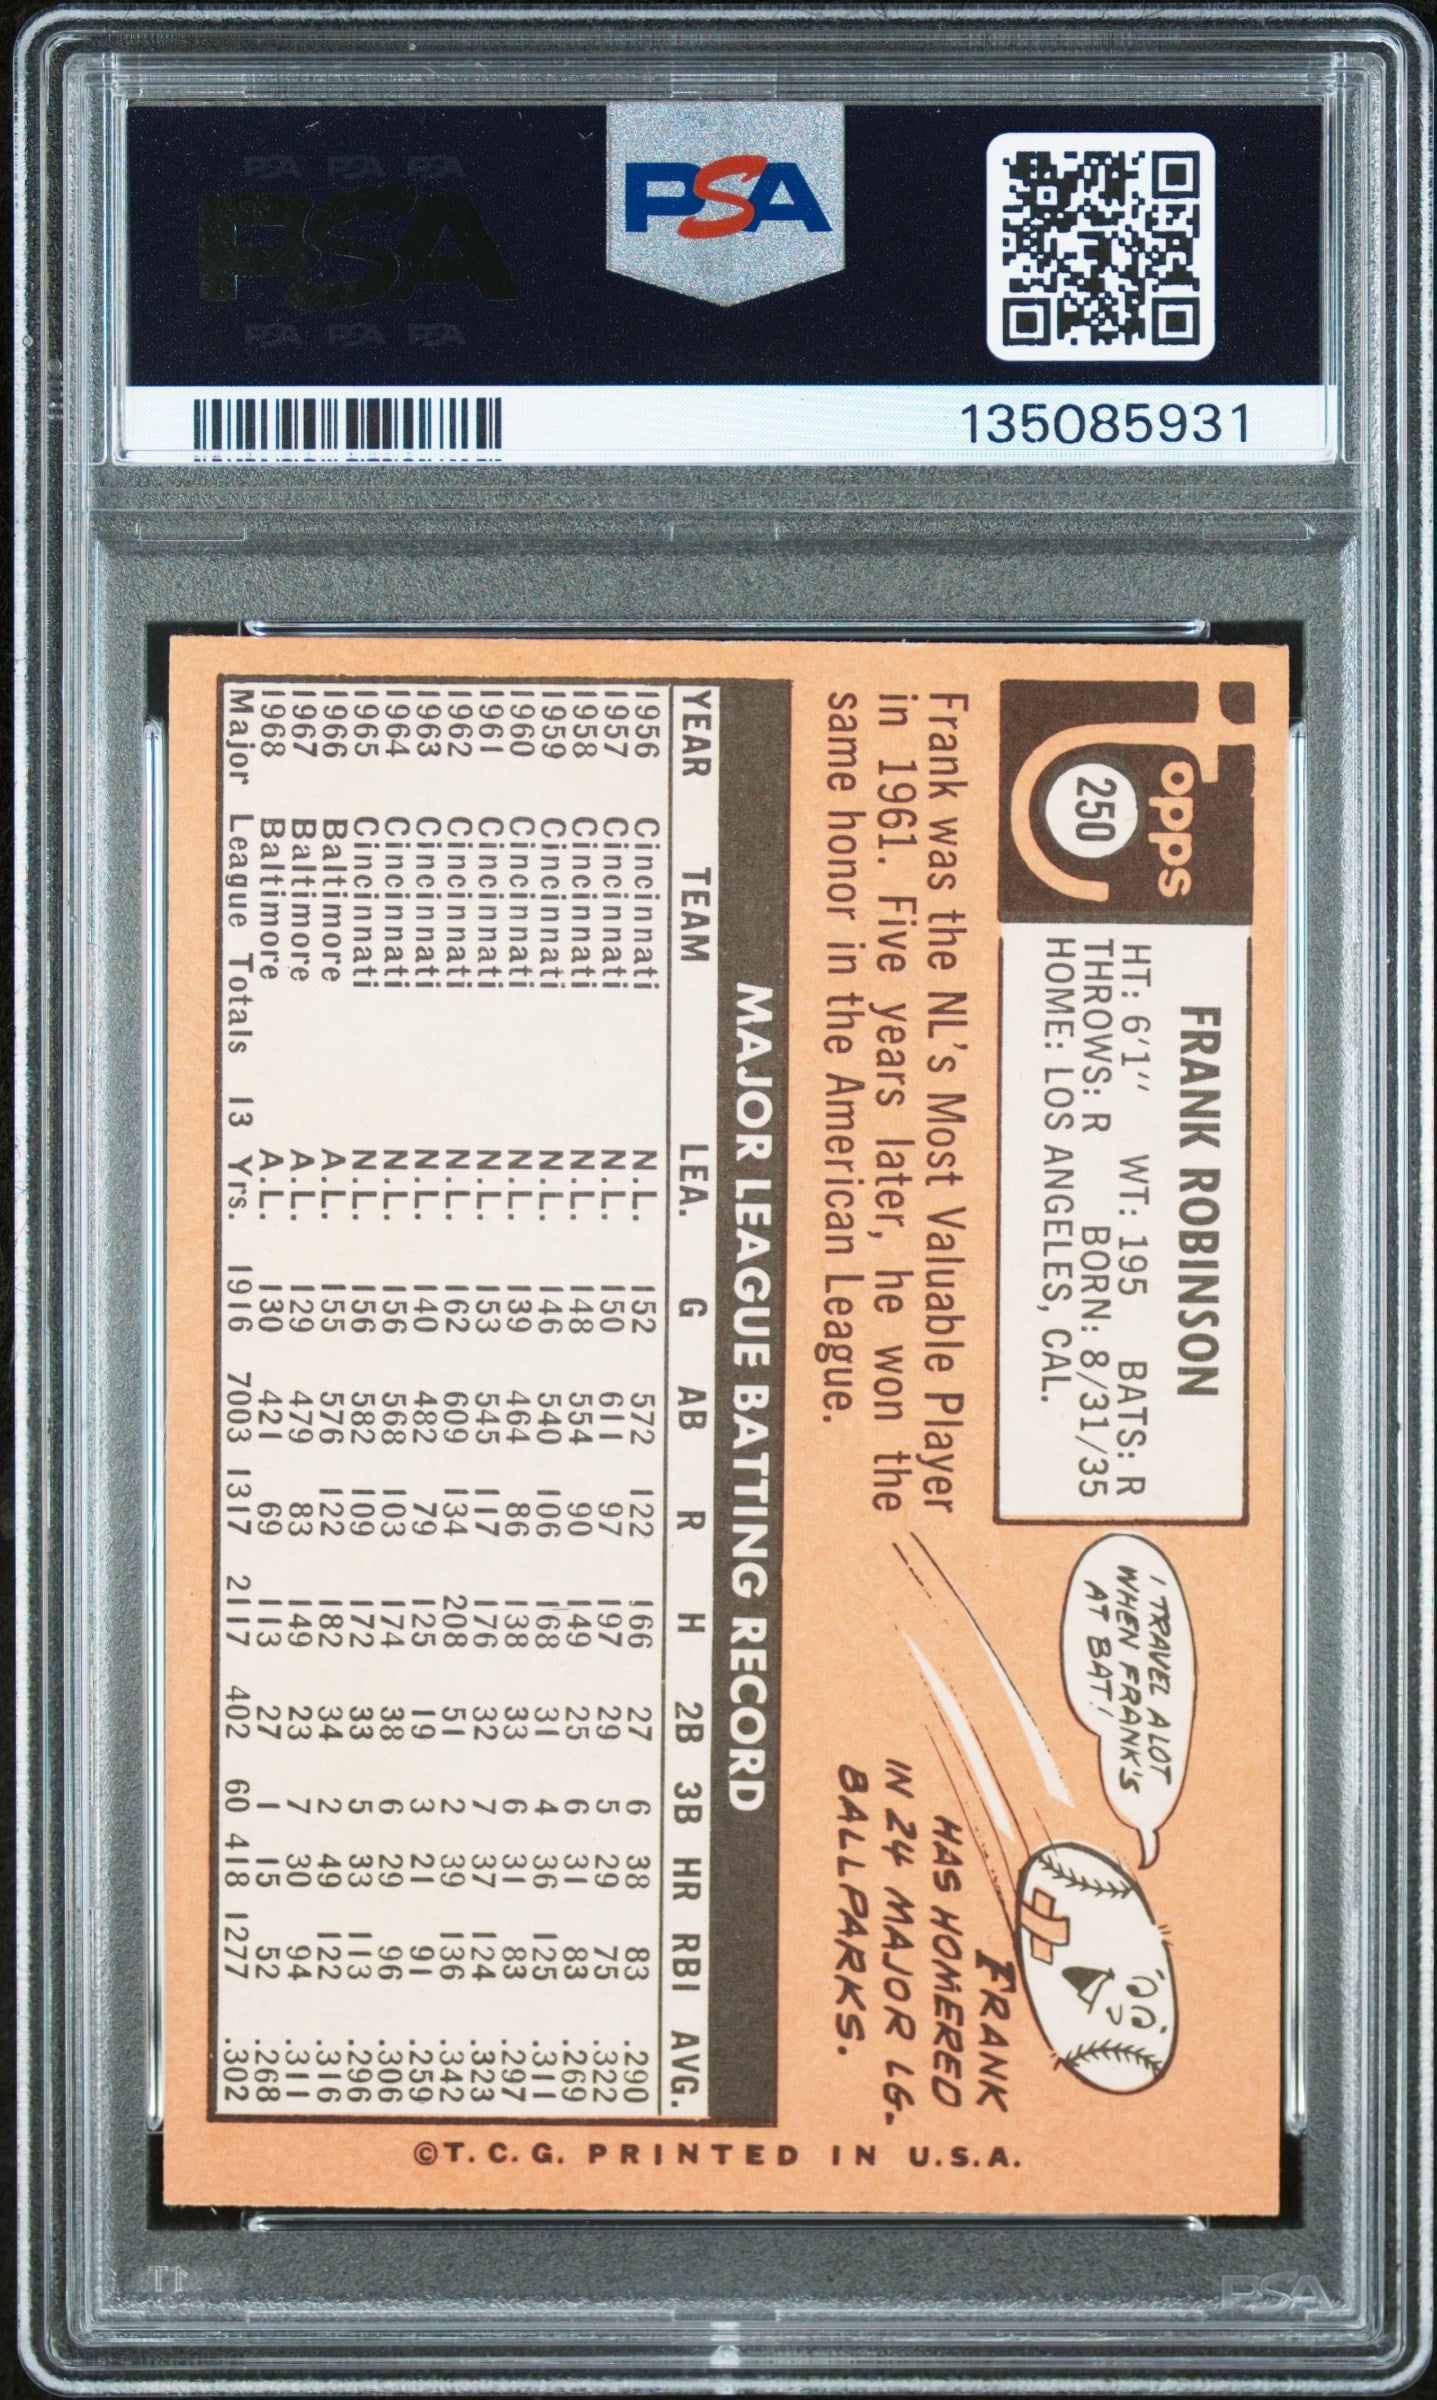 PSA PSA PSA
PSA
PSA PSA PSA
PSA
135085931
Topps
250
FRANK ROBINSON
HT: 6'1" WT: 195 BATS: R
THROWS: R BORN: 8/31/35
HOME: LOS ANGELES, CAL.
Frank was the NL's Most Valuable Player
in 1961. Five years later, he won the
same honor in the American League.
I TRAVEL A LOT
WHEN FRANK'S
AT BAT!
FRANK
HAS HOMERED
IN 24 MAJOR LG.
BALLPARKS.
MAJOR LEAGUE BATTING RECORD
YEAR TEAM LEA. G AB R H 2B 3B HR RBI AVG.
1956 Cincinnati N.L. 152 572 122 166 27 6 38 83 .290
1957 Cincinnati N.L. 150 611 97 197 29 5 29 75 .322
1958 Cincinnati N.L. 148 554 90 149 25 6 31 83 .269
1959 Cincinnati N.L. 146 540 106 168 31 4 36 125 .311
1960 Cincinnati N.L. 139 464 86 138 33 6 31 83 .297
1961 Cincinnati N.L. 153 545 117 176 32 7 37 124 .323
1962 Cincinnati N.L. 162 609 134 208 51 2 39 136 .342
1963 Cincinnati N.L. 140 482 79 125 19 3 21 91 .259
1964 Cincinnati N.L. 156 568 103 174 38 6 29 96 .306
1965 Cincinnati N.L. 156 582 109 172 33 5 33 113 .296
1966 Baltimore A.L. 155 576 122 182 34 2 49 122 .316
1967 Baltimore A.L. 129 479 83 149 23 7 30 94 .311
1968 Baltimore A.L. 130 421 69 113 27 1 15 52 .268
Major League Totals 13 Yrs. 1916 7003 1317 2117 402 60 418 1277 .302
©T.C.G. PRINTED IN U.S.A.
PSA